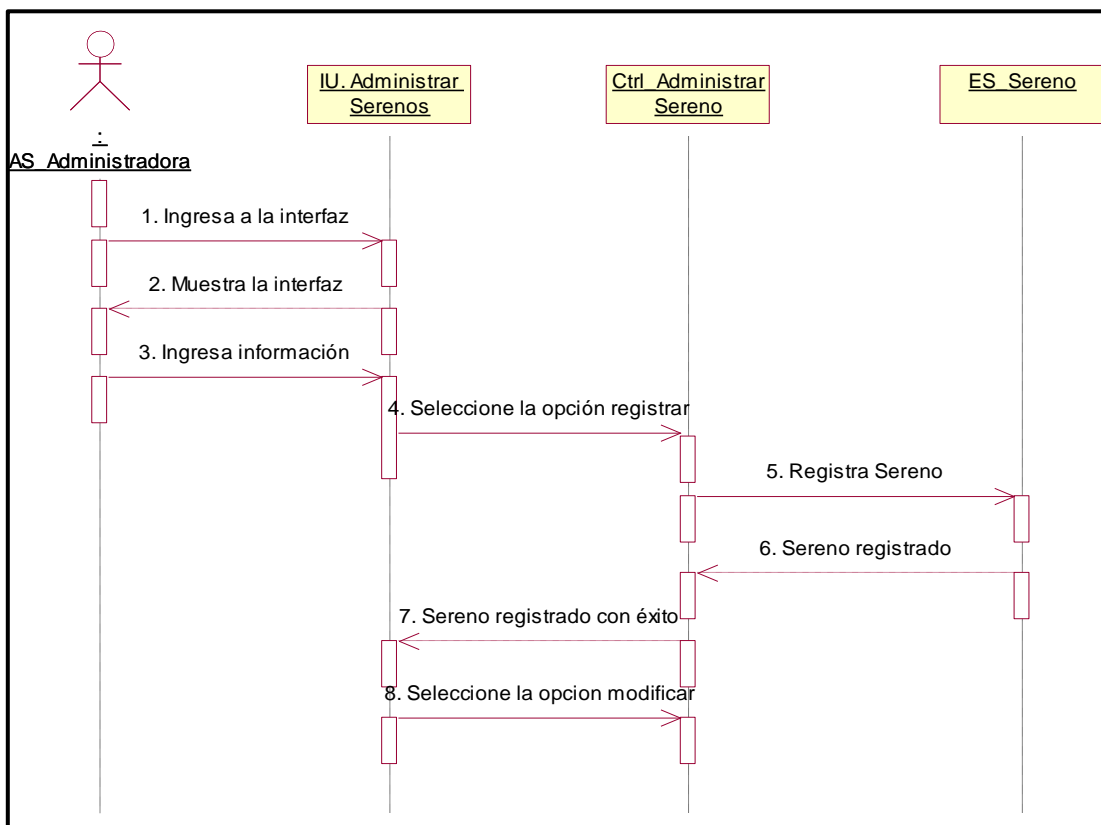 IU. Administrar
Serenos
Ctrl_Administrar
Sereno
ES_Sereno
:
AS_Administradora
1. Ingresa a la interfaz
2. Muestra la interfaz
3. Ingresa información
4. Seleccione la opción registrar
5. Registra Sereno
6. Sereno registrado
7. Sereno registrado con éxito
8. Seleccione la opcion modificar